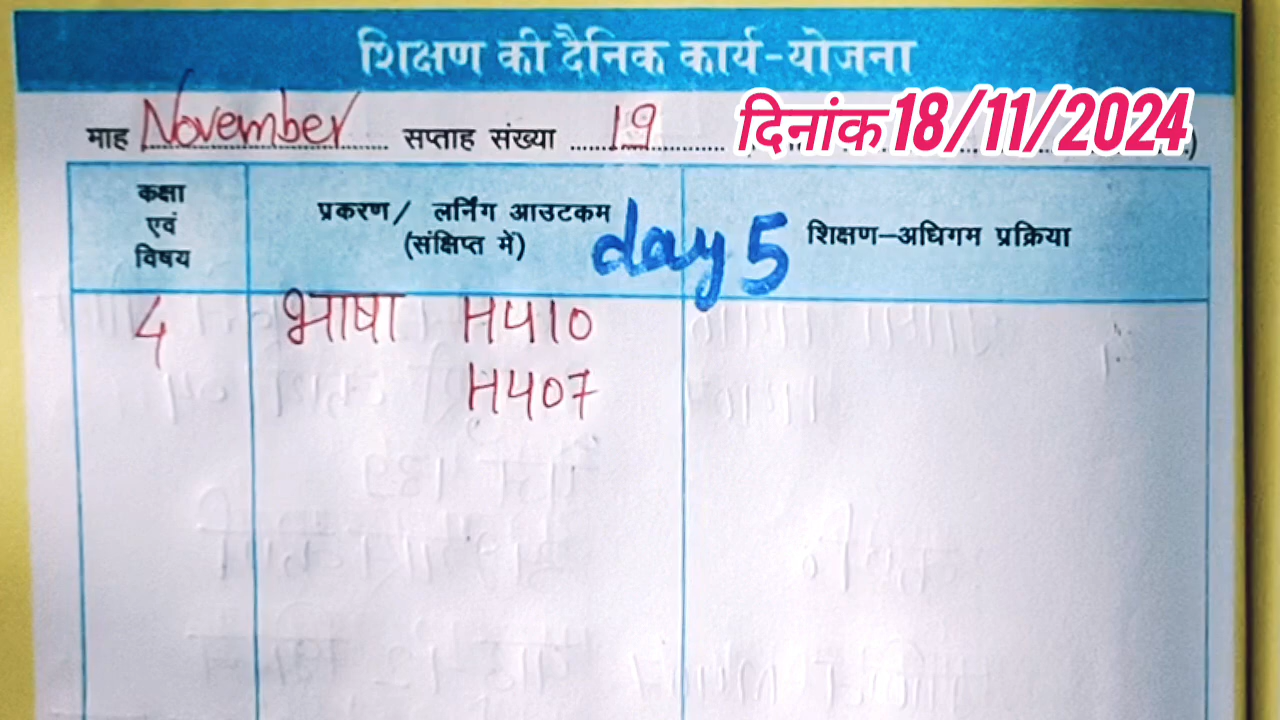 शिक्षण की दैनिक कार्य-योजना
माह November सप्ताह संख्या 19 दिनांक 18/11/2024
कक्षा एवं विषय
प्रकरण/ लर्निंग आउटकम (संक्षिप्त में)
day 5
शिक्षण-अधिगम प्रक्रिया
4 भाषा H410
H407